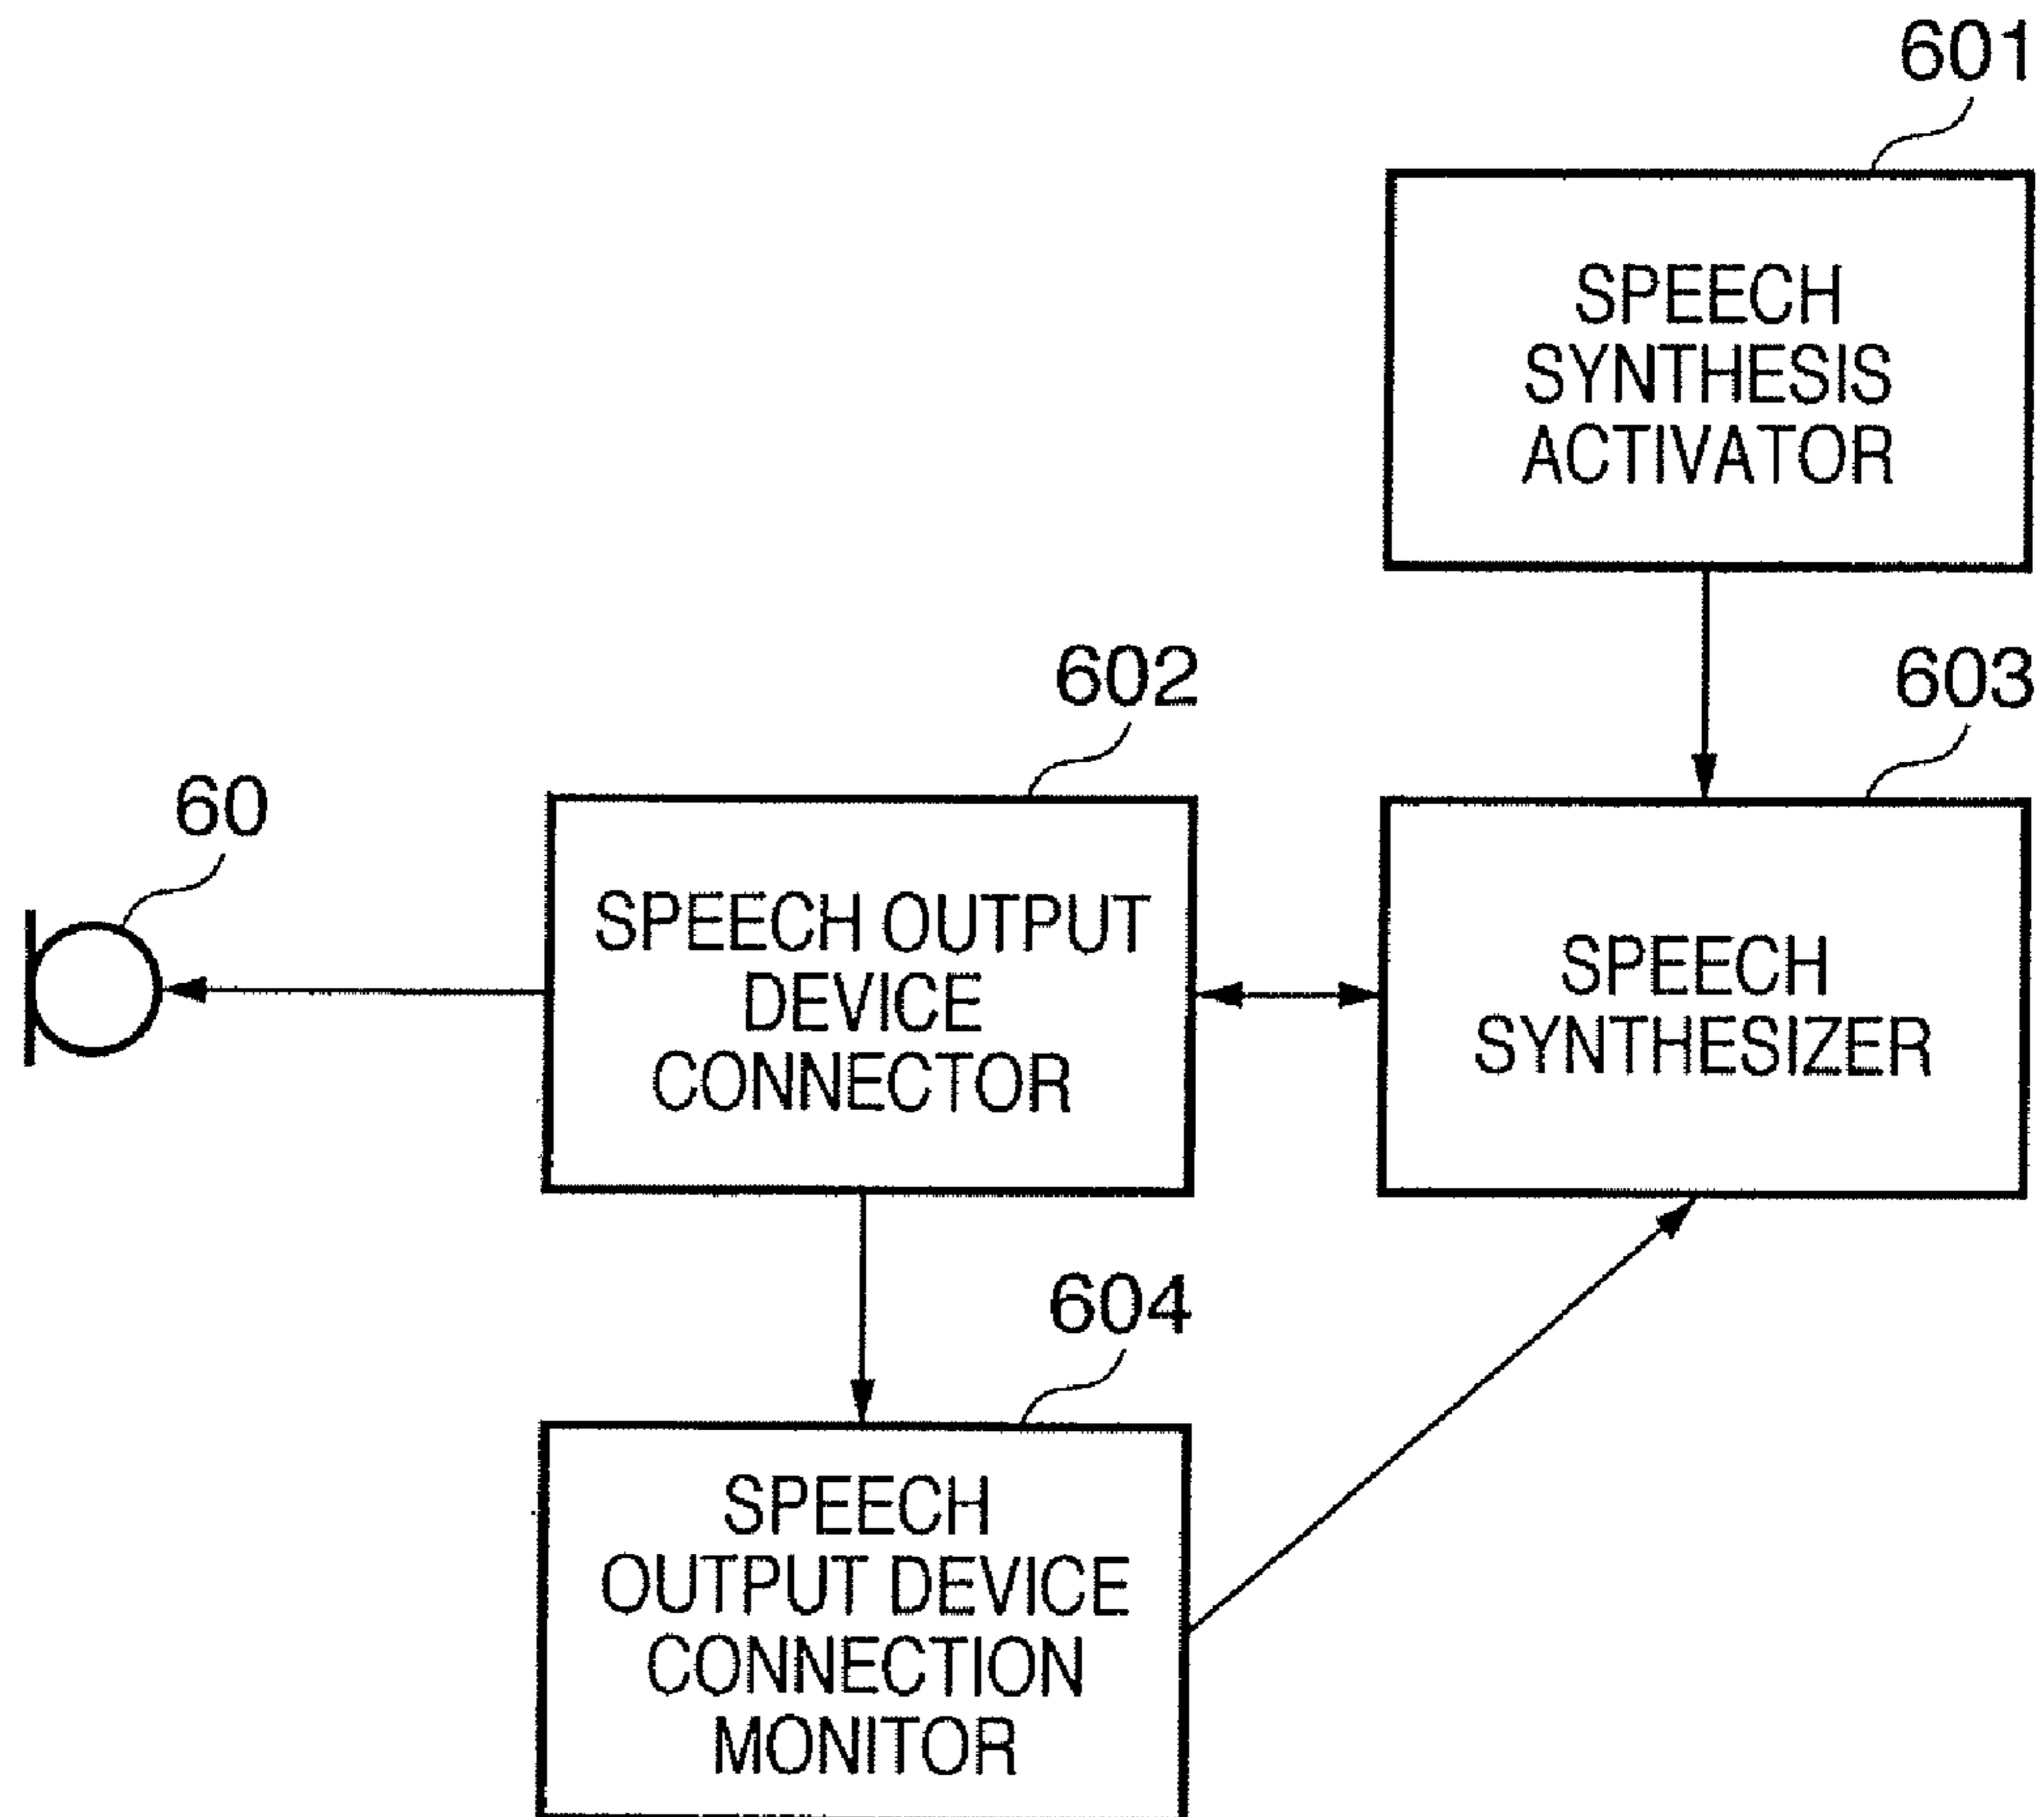 601
SPEECH
SYNTHESIS
ACTIVATOR
602
603
60
SPEECH OUTPUT
DEVICE
CONNECTOR
SPEECH
SYNTHESIZER
604
SPEECH
OUTPUT DEVICE
CONNECTION
MONITOR